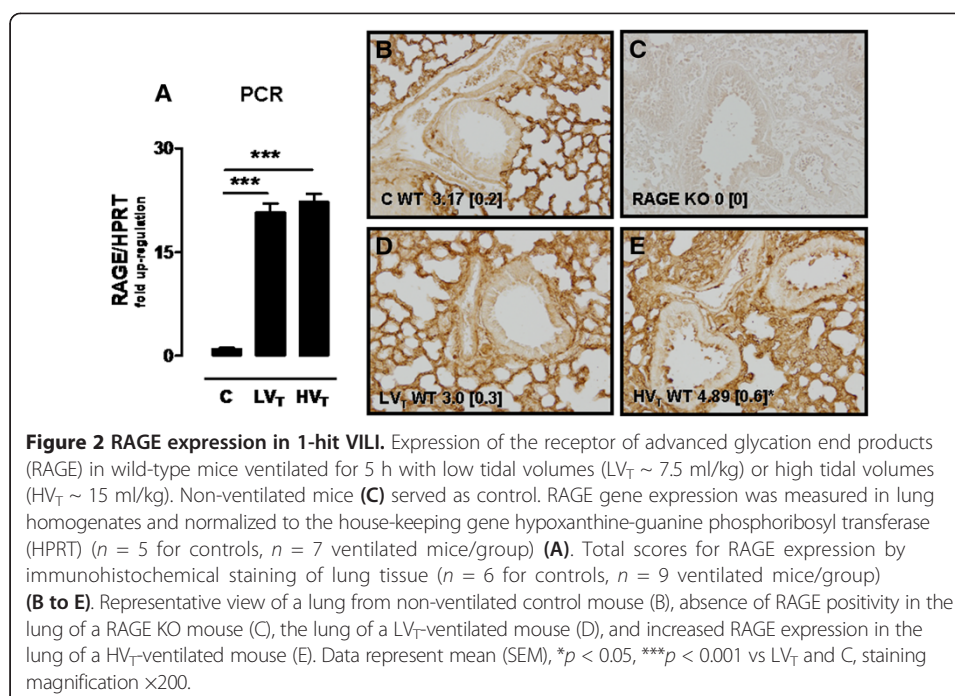 A
PCR
RAGE/HPRT
fold up-regulation
30
15
0
***
***
C LVT HVT
B
C WT 3.17 [0.2]
C
RAGE KO 0 [0]
D
LVT WT 3.0 [0.3]
E
HVT WT 4.89 [0.6]*
Figure 2 RAGE expression in 1-hit VILI. Expression of the receptor of advanced glycation end products
(RAGE) in wild-type mice ventilated for 5 h with low tidal volumes (LVT ~ 7.5 ml/kg) or high tidal volumes
(HVT ~ 15 ml/kg). Non-ventilated mice (C) served as control. RAGE gene expression was measured in lung
homogenates and normalized to the house-keeping gene hypoxanthine-guanine phosphoribosyl transferase
(HPRT) (n = 5 for controls, n = 7 ventilated mice/group) (A). Total scores for RAGE expression by
immunohistochemical staining of lung tissue (n = 6 for controls, n = 9 ventilated mice/group)
(B to E). Representative view of a lung from non-ventilated control mouse (B), absence of RAGE positivity in the
lung of a RAGE KO mouse (C), the lung of a LVT-ventilated mouse (D), and increased RAGE expression in the
lung of a HVT-ventilated mouse (E). Data represent mean (SEM), *p < 0.05, ***p < 0.001 vs LVT and C, staining
magnification ×200.